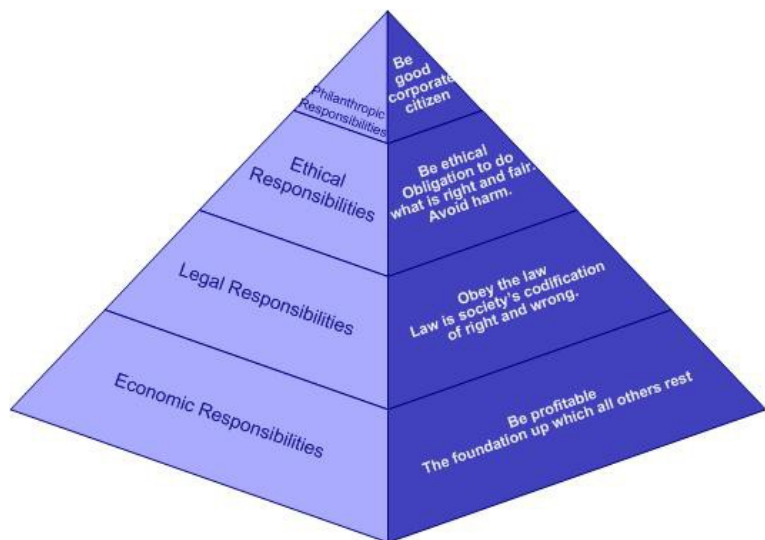 Philanthropic
Responsibilities
Be
good
corporate
citizen
Ethical
Responsibilities
Be ethical
Obligation to do
what is right and fair.
Avoid harm.
Legal Responsibilities
Obey the law
Law is society's codification
of right and wrong.
Economic Responsibilities
Be profitable
The foundation up which all others rest